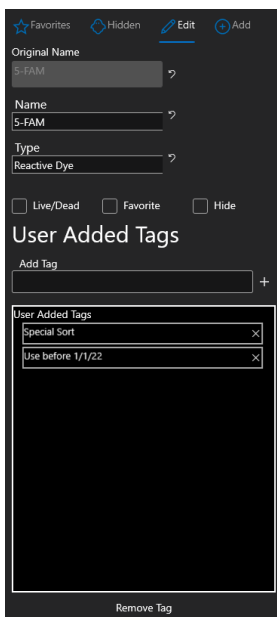 Favorites Hidden Edit Add
Original Name
5-FAM
Name
5-FAM
Type
Reactive Dye
Live/Dead Favorite Hide
User Added Tags
Add Tag
User Added Tags
Special Sort
Use before 1/1/22
Remove Tag